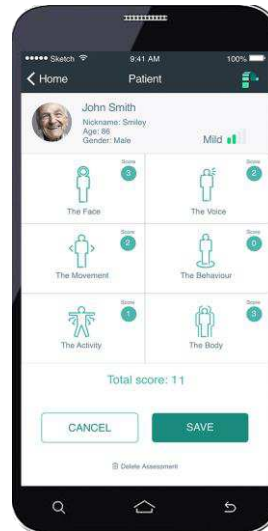 Sketch 9:41 AM 100%
Home Patient
John Smith
Nickname: Smiley
Age: 86
Gender: Male
Mild
Score
3
The Face
Score
2
The Voice
Score
2
The Movement
Score
0
The Behaviour
Score
1
The Activity
Score
3
The Body
Total score: 11
CANCEL SAVE
Delete Assessment